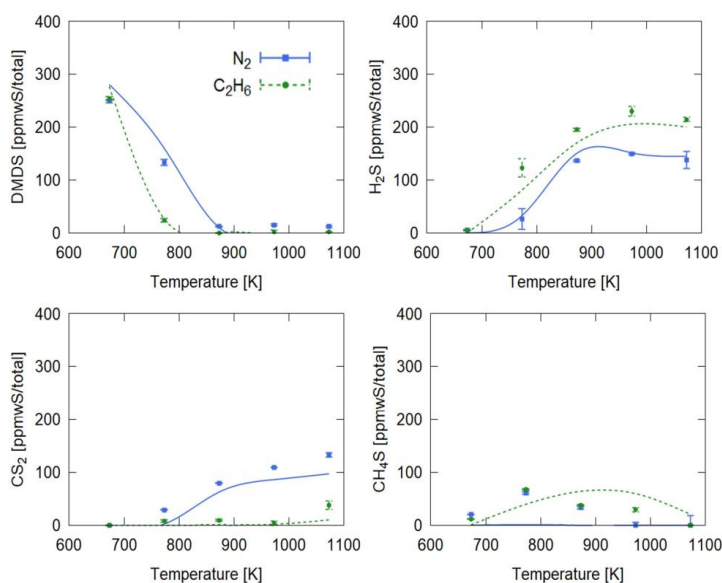 400
300
200
100
0
DMDS [ppmwS/total]
N2
C2H6
600 700 800 900 1000 1100
Temperature [K]
400
300
200
100
0
H2S [ppmwS/total]
600 700 800 900 1000 1100
Temperature [K]
400
300
200
100
0
CS2 [ppmwS/total]
600 700 800 900 1000 1100
Temperature [K]
400
300
200
100
0
CH4S [ppmwS/total]
600 700 800 900 1000 1100
Temperature [K]